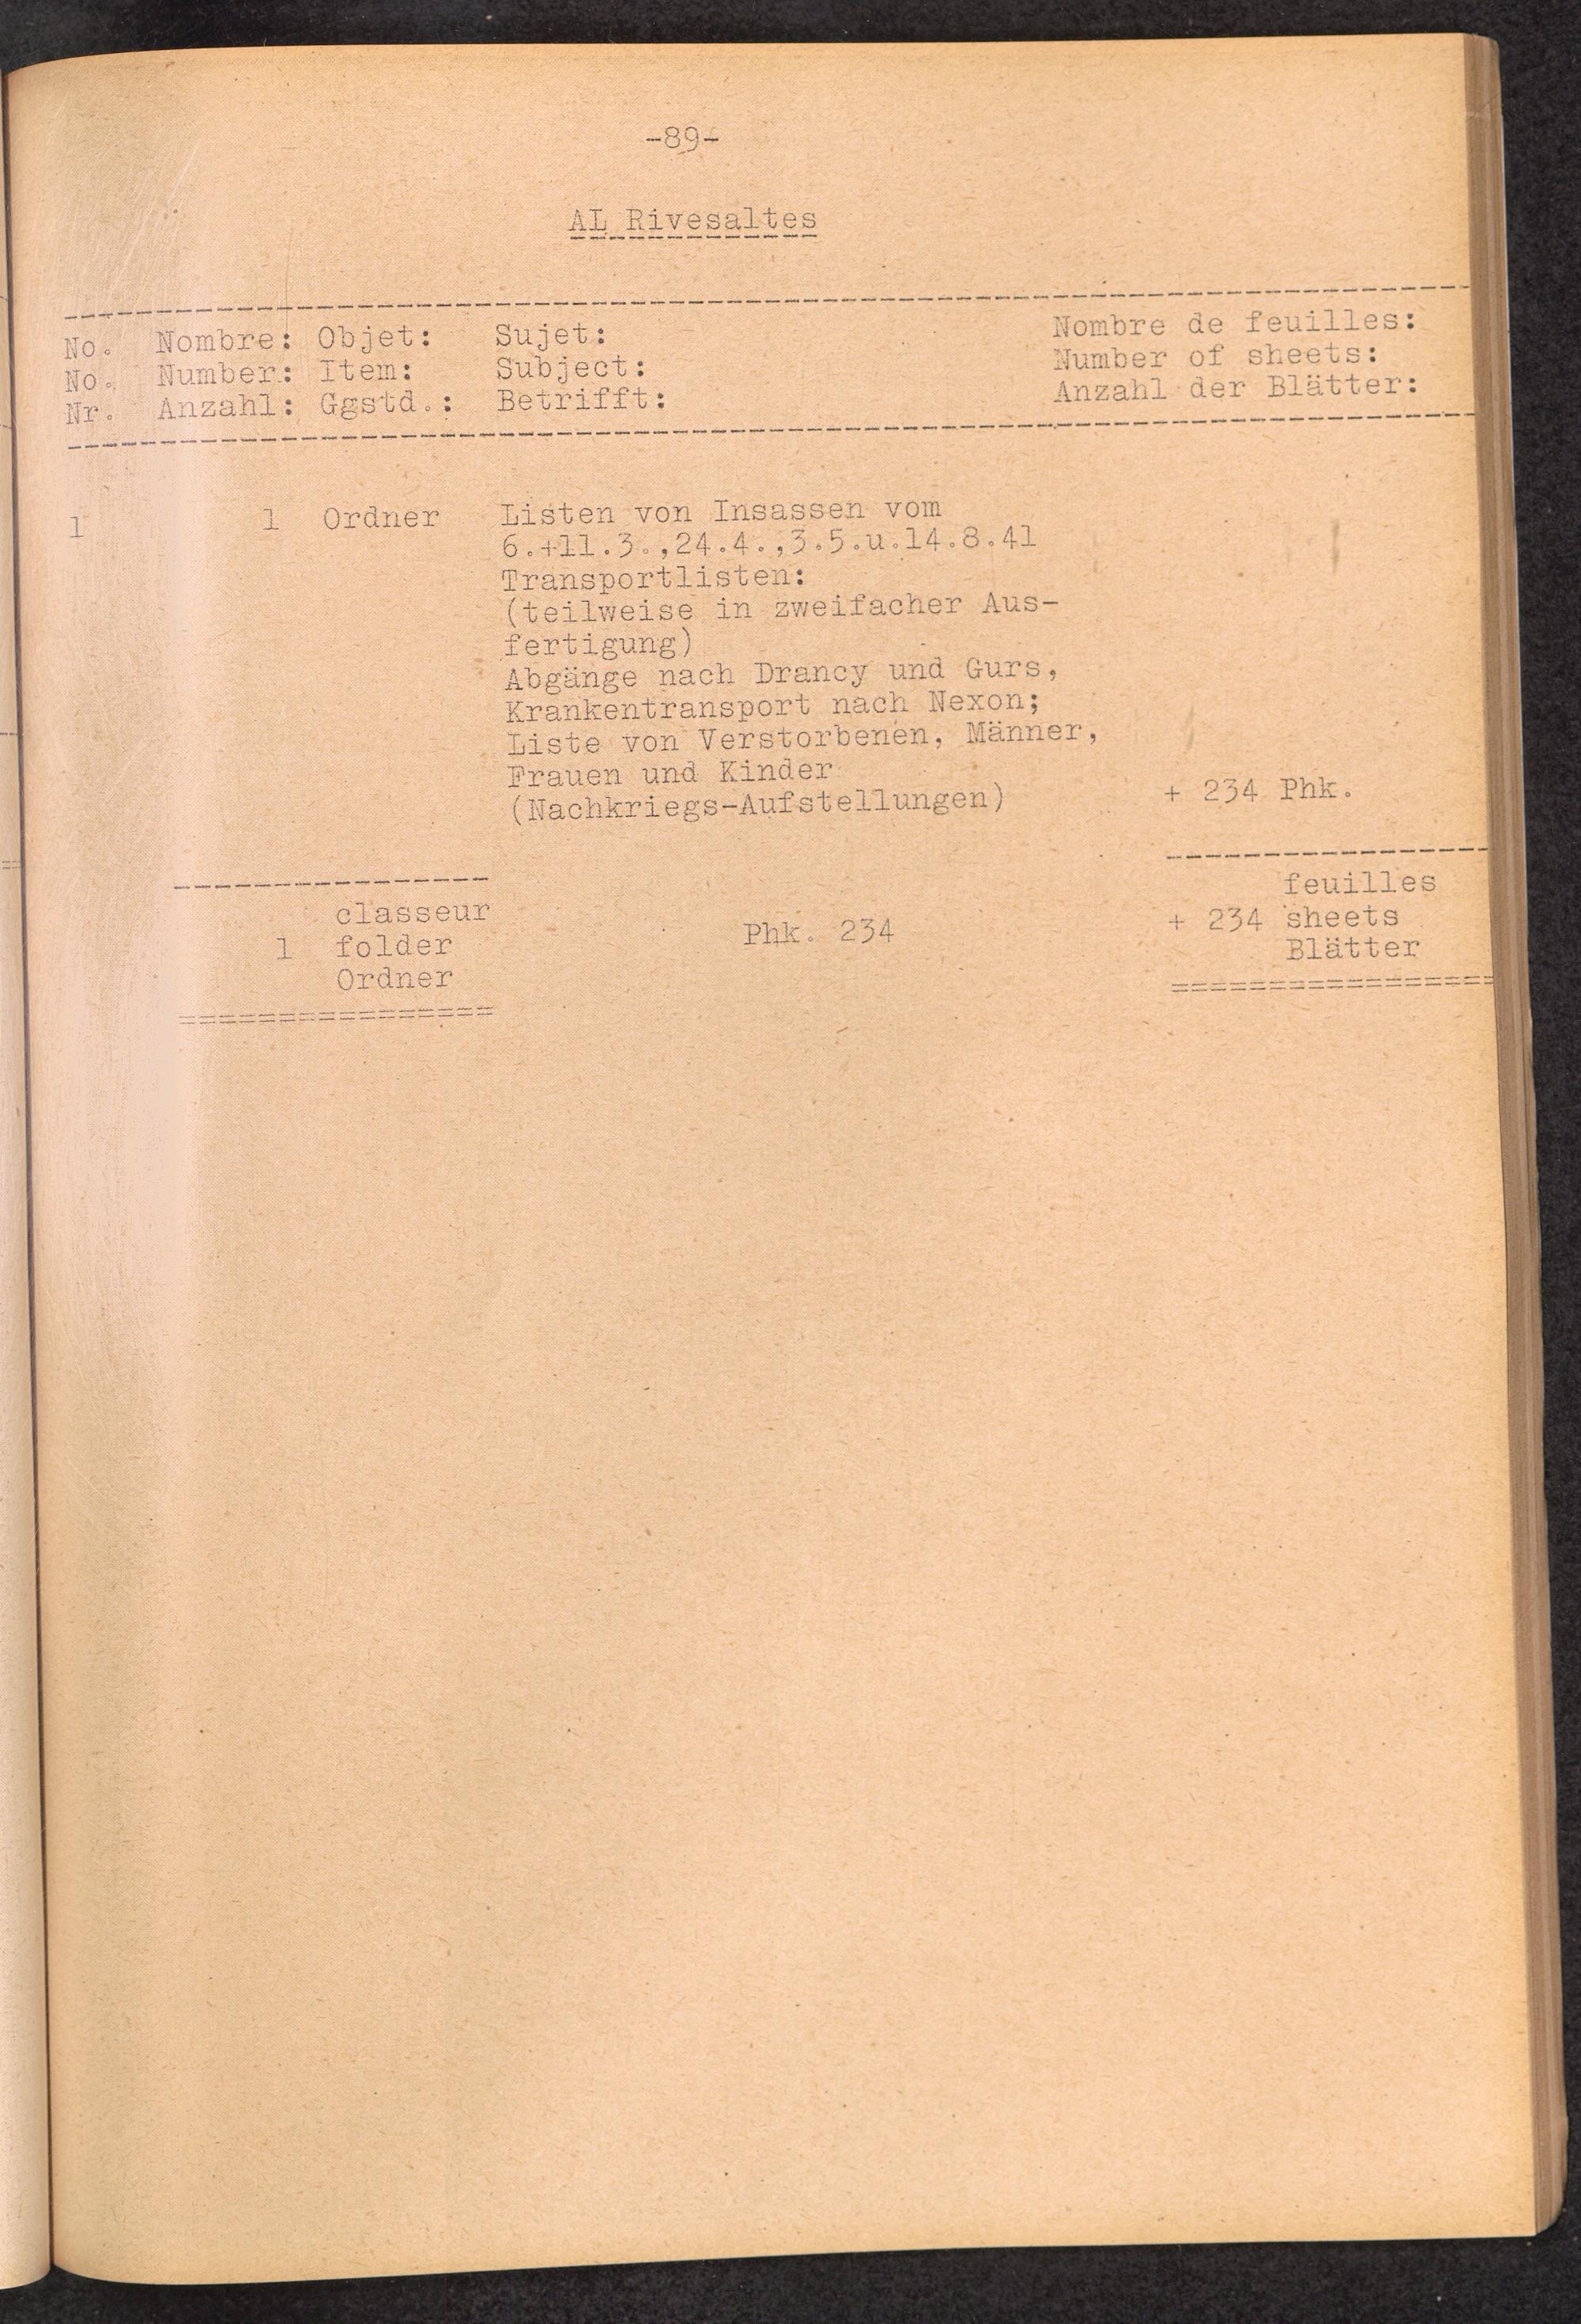 -89-
AL Rivesaltes
No. Nombre: Objet: Sujet: Nombre de feuilles:
No. Number: Item: Subject: Number of sheets:
Nr. Anzahl: Ggstd.: Betrifft: Anzahl der Blätter:
1 1 Ordner Listen von Insassen vom
6.+11.3.,24.4.,3.5.u.14.8.41
Transportlisten:
(teilweise in zweifacher Aus-
fertigung)
Abgänge nach Drancy und Gurs,
Krankentransport nach Nexon;
Liste von Verstorbenen, Männer,
Frauen und Kinder
(Nachkriegs-Aufstellungen) + 234 Phk.
classeur feuilles
1 folder Phk. 234 + 234 sheets
Ordner Blätter